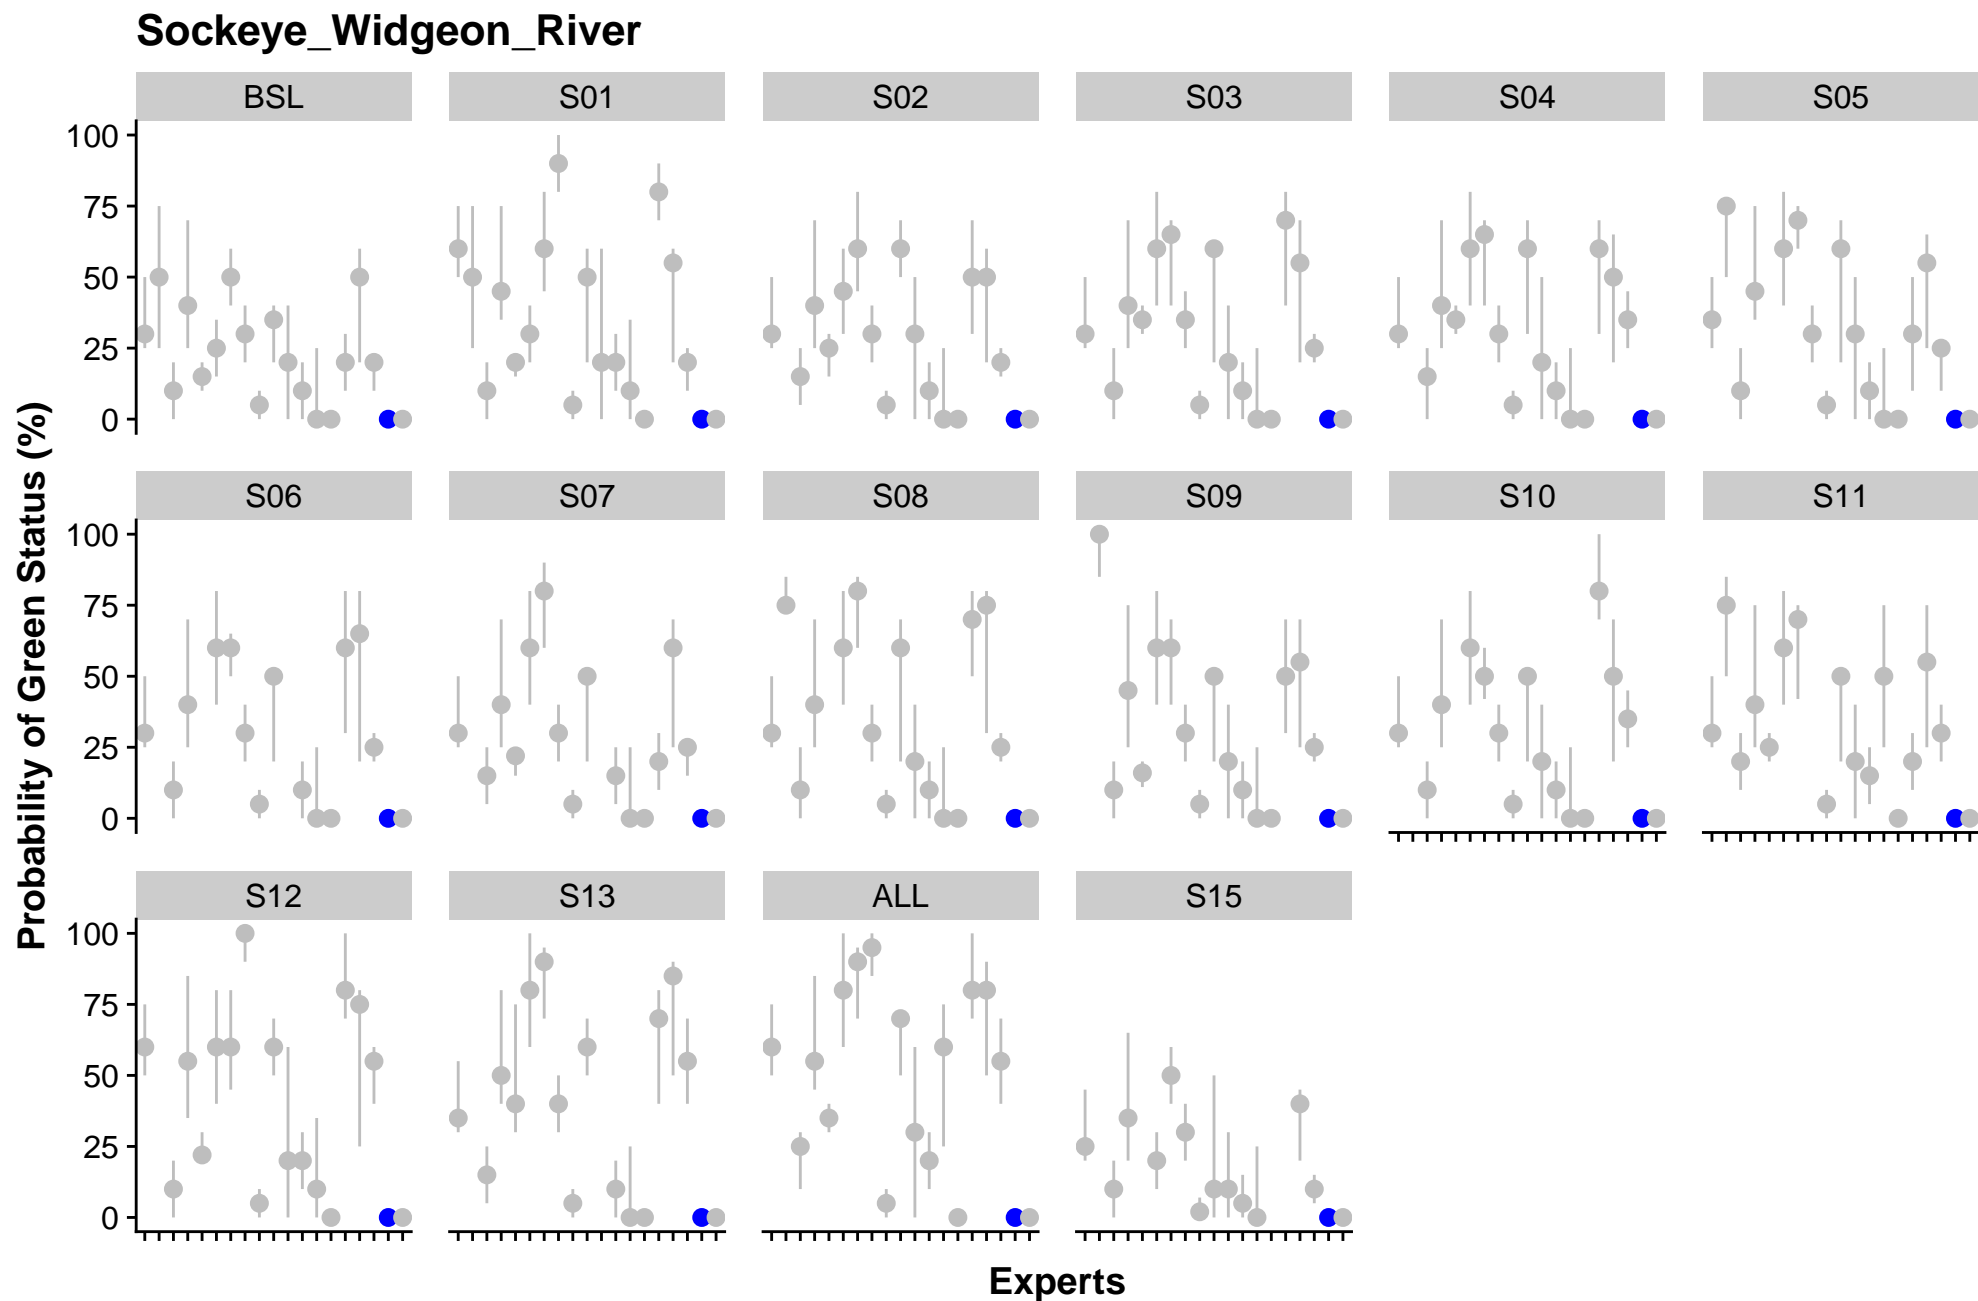 Sockeye_Widgeon_River
BSL S01 S02 S03 S04 S05
100
75
50
25
0
S06 S07 S08 S09 S10 S11
100
75
50
25
0
S12 S13 ALL S15
100
75
50
25
0
Probability of Green Status (%)
Experts